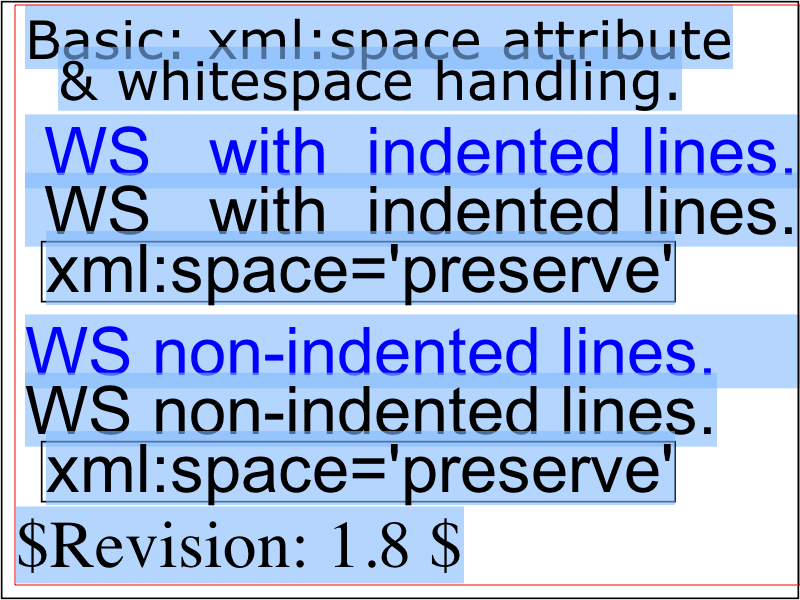 Basic: xml:space attribute
& whitespace handling.
WS   with  indented lines.
WS   with  indented lines.
xml:space='preserve'
WS non-indented lines.
WS non-indented lines.
xml:space='preserve'
$Revision: 1.8 $